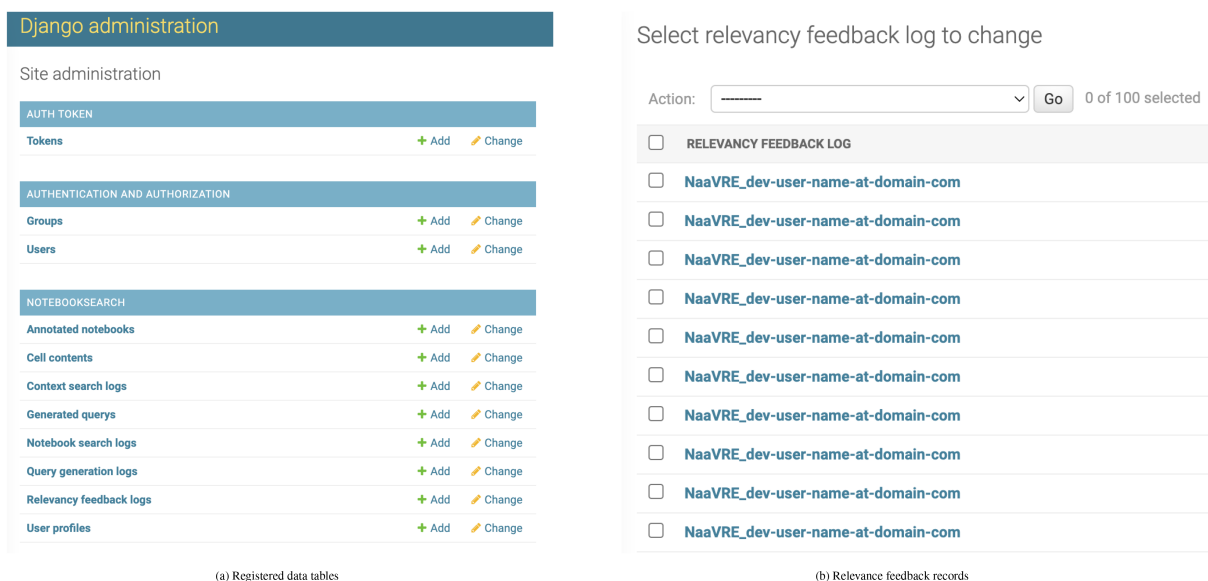 Django administration
Site administration
AUTH TOKEN
Tokens + Add Change
AUTHENTICATION AND AUTHORIZATION
Groups + Add Change
Users + Add Change
NOTEBOOKSEARCH
Annotated notebooks + Add Change
Cell contents + Add Change
Context search logs + Add Change
Generated querys + Add Change
Notebook search logs + Add Change
Query generation logs + Add Change
Relevancy feedback logs + Add Change
User profiles + Add Change
(a) Registered data tables
Select relevancy feedback log to change
Action: --------- Go 0 of 100 selected
RELEVANCY FEEDBACK LOG
NaaVRE_dev-user-name-at-domain-com
NaaVRE_dev-user-name-at-domain-com
NaaVRE_dev-user-name-at-domain-com
NaaVRE_dev-user-name-at-domain-com
NaaVRE_dev-user-name-at-domain-com
NaaVRE_dev-user-name-at-domain-com
NaaVRE_dev-user-name-at-domain-com
NaaVRE_dev-user-name-at-domain-com
NaaVRE_dev-user-name-at-domain-com
NaaVRE_dev-user-name-at-domain-com
(b) Relevance feedback records